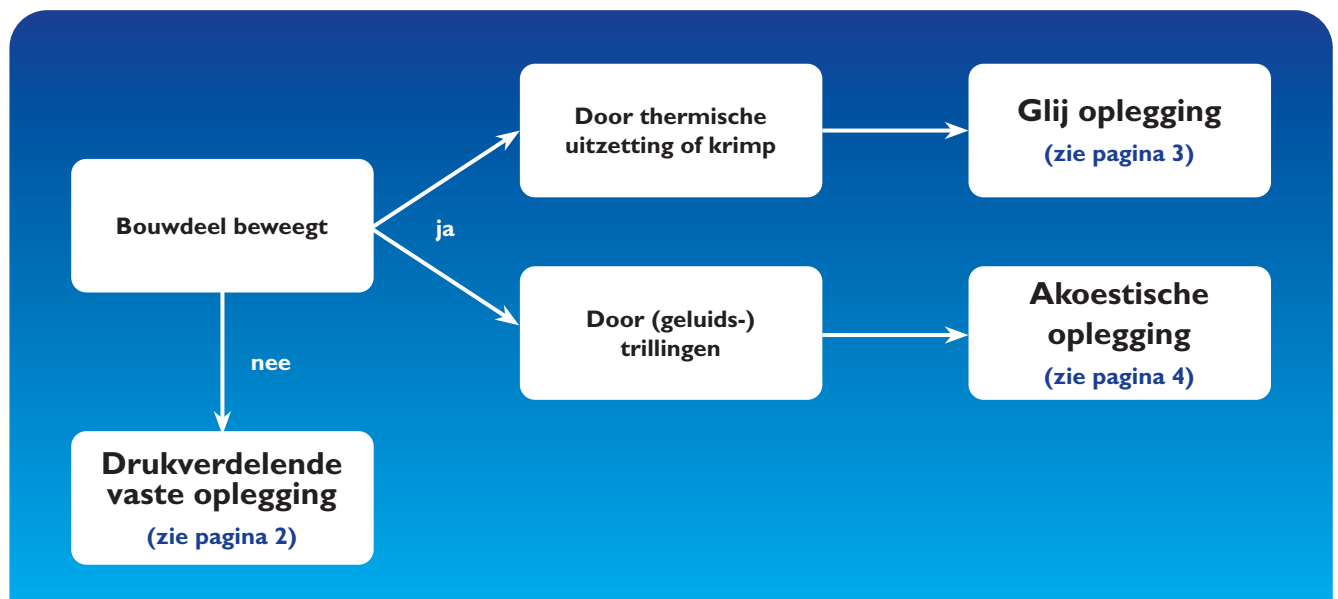 Bouwdeel beweegt
ja
Door thermische
uitzetting of krimp
Glij oplegging
(zie pagina 3)
Door (geluids-)
trillingen
Akoestische
oplegging
(zie pagina 4)
nee
Drukverdelende
vaste oplegging
(zie pagina 2)